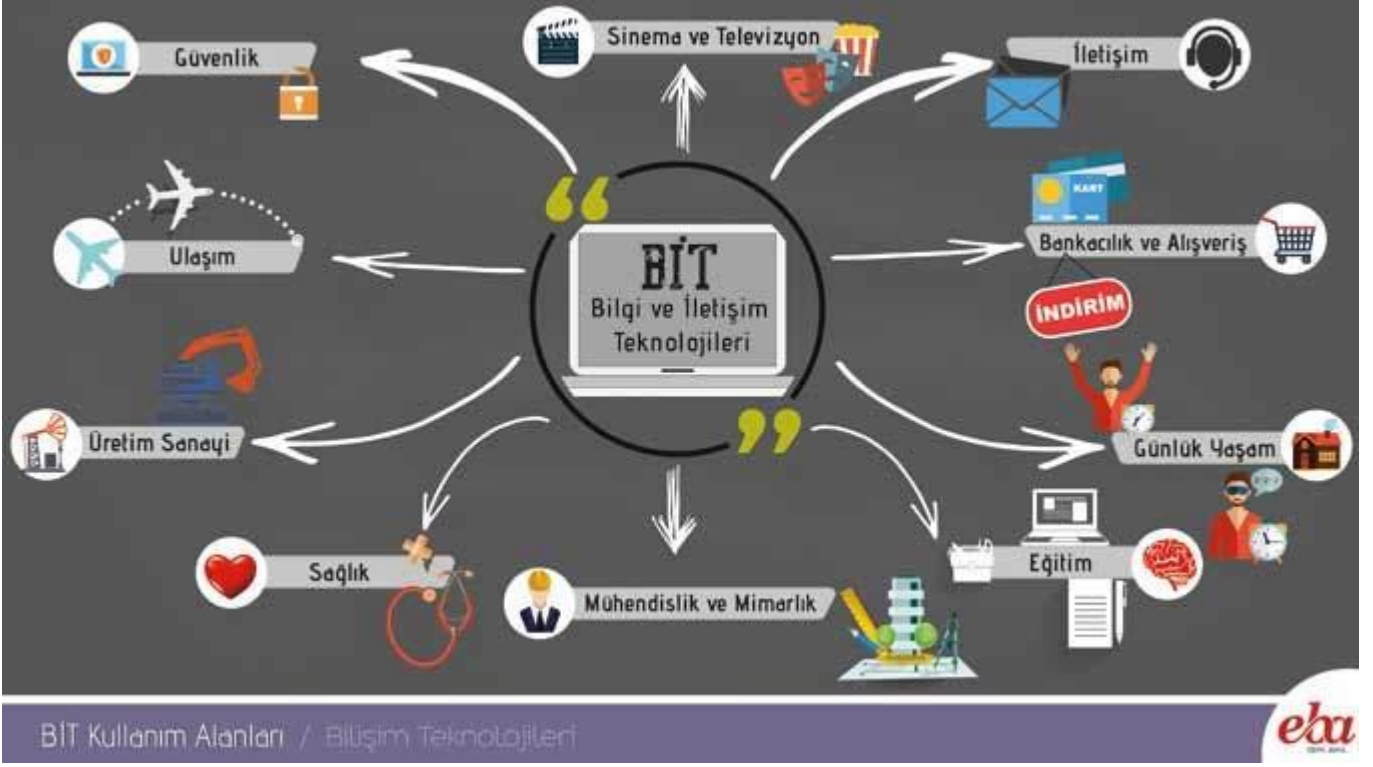 Güvenlik
Sinema ve Televizyon
İletişim
KART
Ulaşım
Bankacılık ve Alışveriş
BİT
Bilgi ve İletişim
Teknolojileri
İNDİRİM
Üretim Sanayi
Günlük Yaşam
Sağlık
Eğitim
Mühendislik ve Mimarlık
BİT Kullanım Alanları / Bilişim Teknolojileri
eba